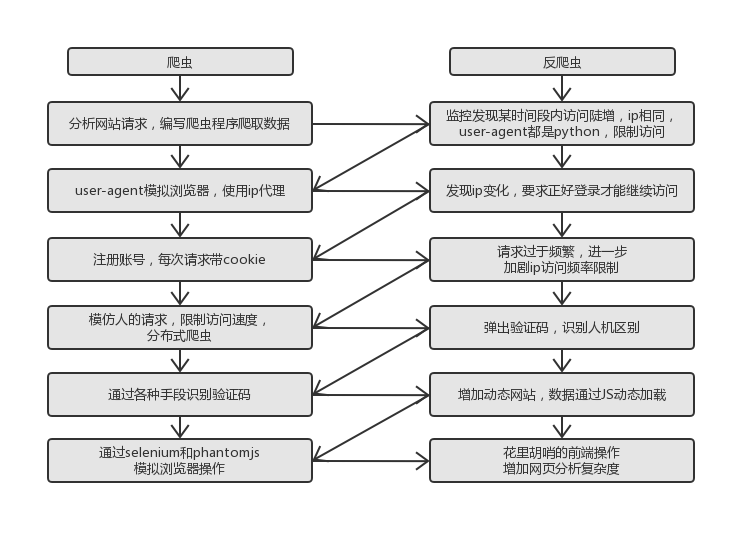 爬虫
反爬虫
分析网站请求，编写爬虫程序爬取数据
监控发现某时间段内访问陡增，ip相同，
user-agent都是python，限制访问
user-agent模拟浏览器，使用ip代理
发现ip变化，要求正好登录才能继续访问
注册账号，每次请求带cookie
请求过于频繁，进一步
加剧ip访问频率限制
模仿人的请求，限制访问速度，
分布式爬虫
弹出验证码，识别人机区别
通过各种手段识别验证码
增加动态网站，数据通过JS动态加载
通过selenium和phantomjs
模拟浏览器操作
花里胡哨的前端操作
增加网页分析复杂度